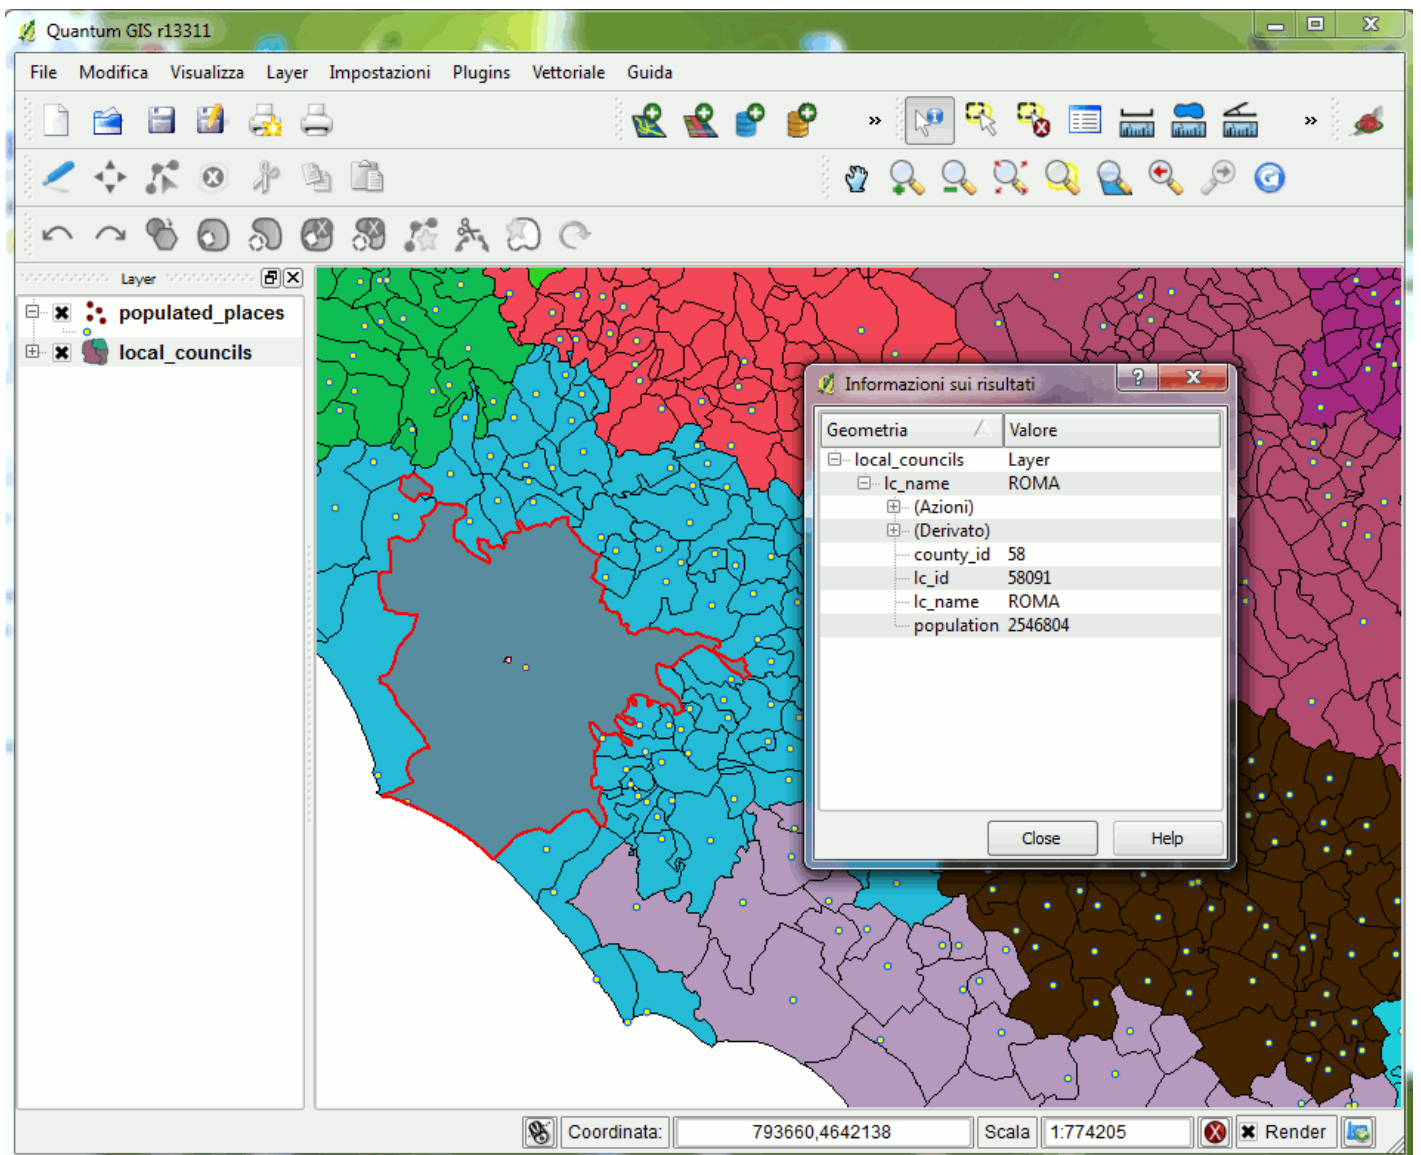 Quantum GIS r13311
File Modifica Visualizza Layer Impostazioni Plugins Vettoriale Guida
Layer
populated_places
local_councils
Informazioni sui risultati
Geometria Valore
local_councils Layer
lc_name ROMA
(Azioni)
(Derivato)
county_id 58
lc_id 58091
lc_name ROMA
population 2546804
Close Help
Coordinata: 793660,4642138 Scala 1:774205 Render